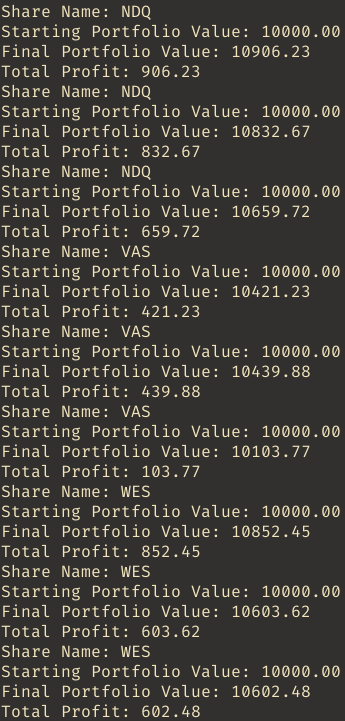 Share Name: NDQ
Starting Portfolio Value: 10000.00
Final Portfolio Value: 10906.23
Total Profit: 906.23
Share Name: NDQ
Starting Portfolio Value: 10000.00
Final Portfolio Value: 10832.67
Total Profit: 832.67
Share Name: NDQ
Starting Portfolio Value: 10000.00
Final Portfolio Value: 10659.72
Total Profit: 659.72
Share Name: VAS
Starting Portfolio Value: 10000.00
Final Portfolio Value: 10421.23
Total Profit: 421.23
Share Name: VAS
Starting Portfolio Value: 10000.00
Final Portfolio Value: 10439.88
Total Profit: 439.88
Share Name: VAS
Starting Portfolio Value: 10000.00
Final Portfolio Value: 10103.77
Total Profit: 103.77
Share Name: WES
Starting Portfolio Value: 10000.00
Final Portfolio Value: 10852.45
Total Profit: 852.45
Share Name: WES
Starting Portfolio Value: 10000.00
Final Portfolio Value: 10603.62
Total Profit: 603.62
Share Name: WES
Starting Portfolio Value: 10000.00
Final Portfolio Value: 10602.48
Total Profit: 602.48